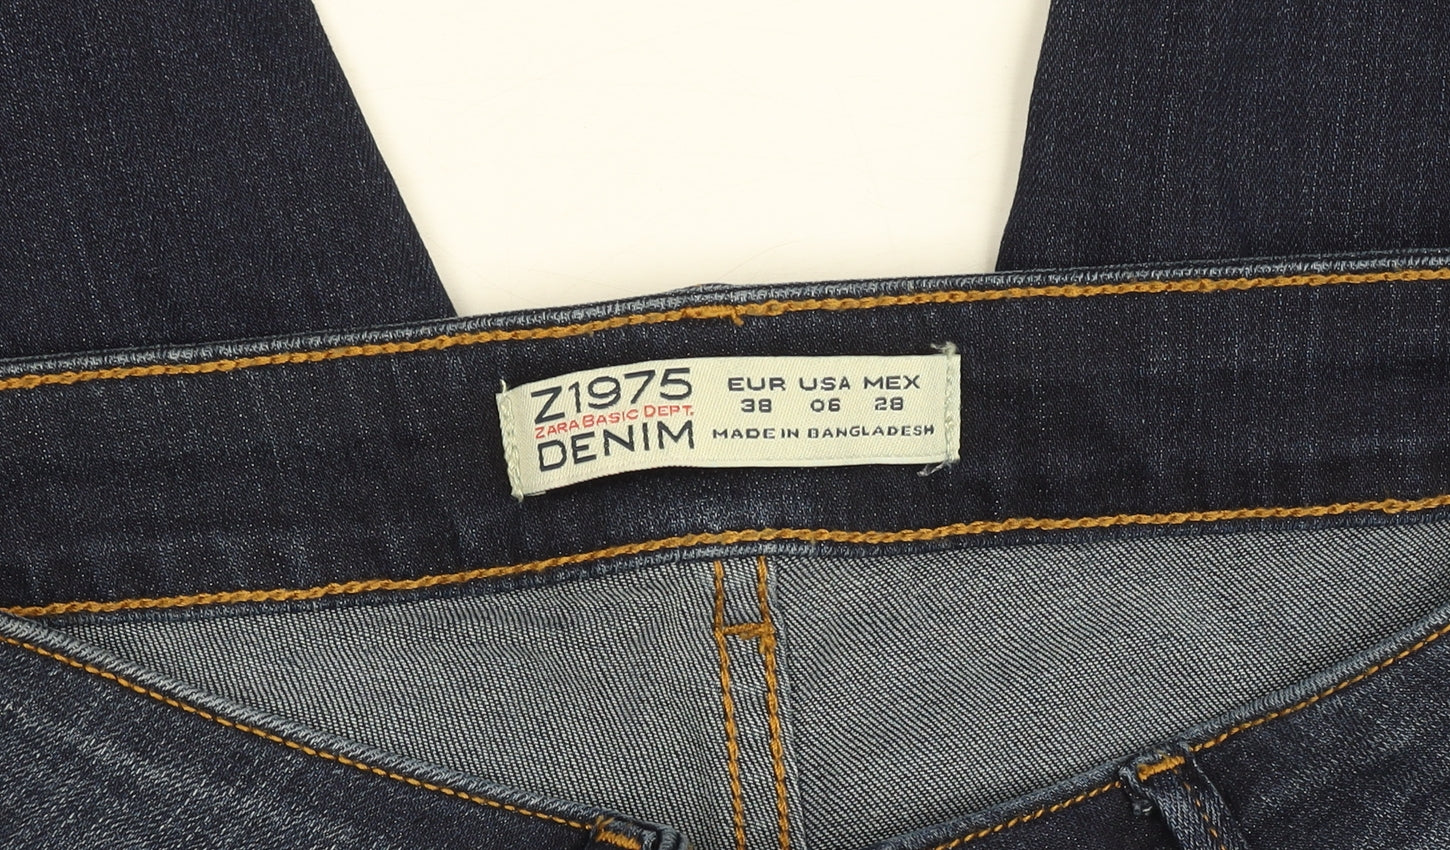 Z1975
ZARA BASIC DEPT.
DENIM
EUR USA MEX
38 06 28
MADE IN BANGLADESH